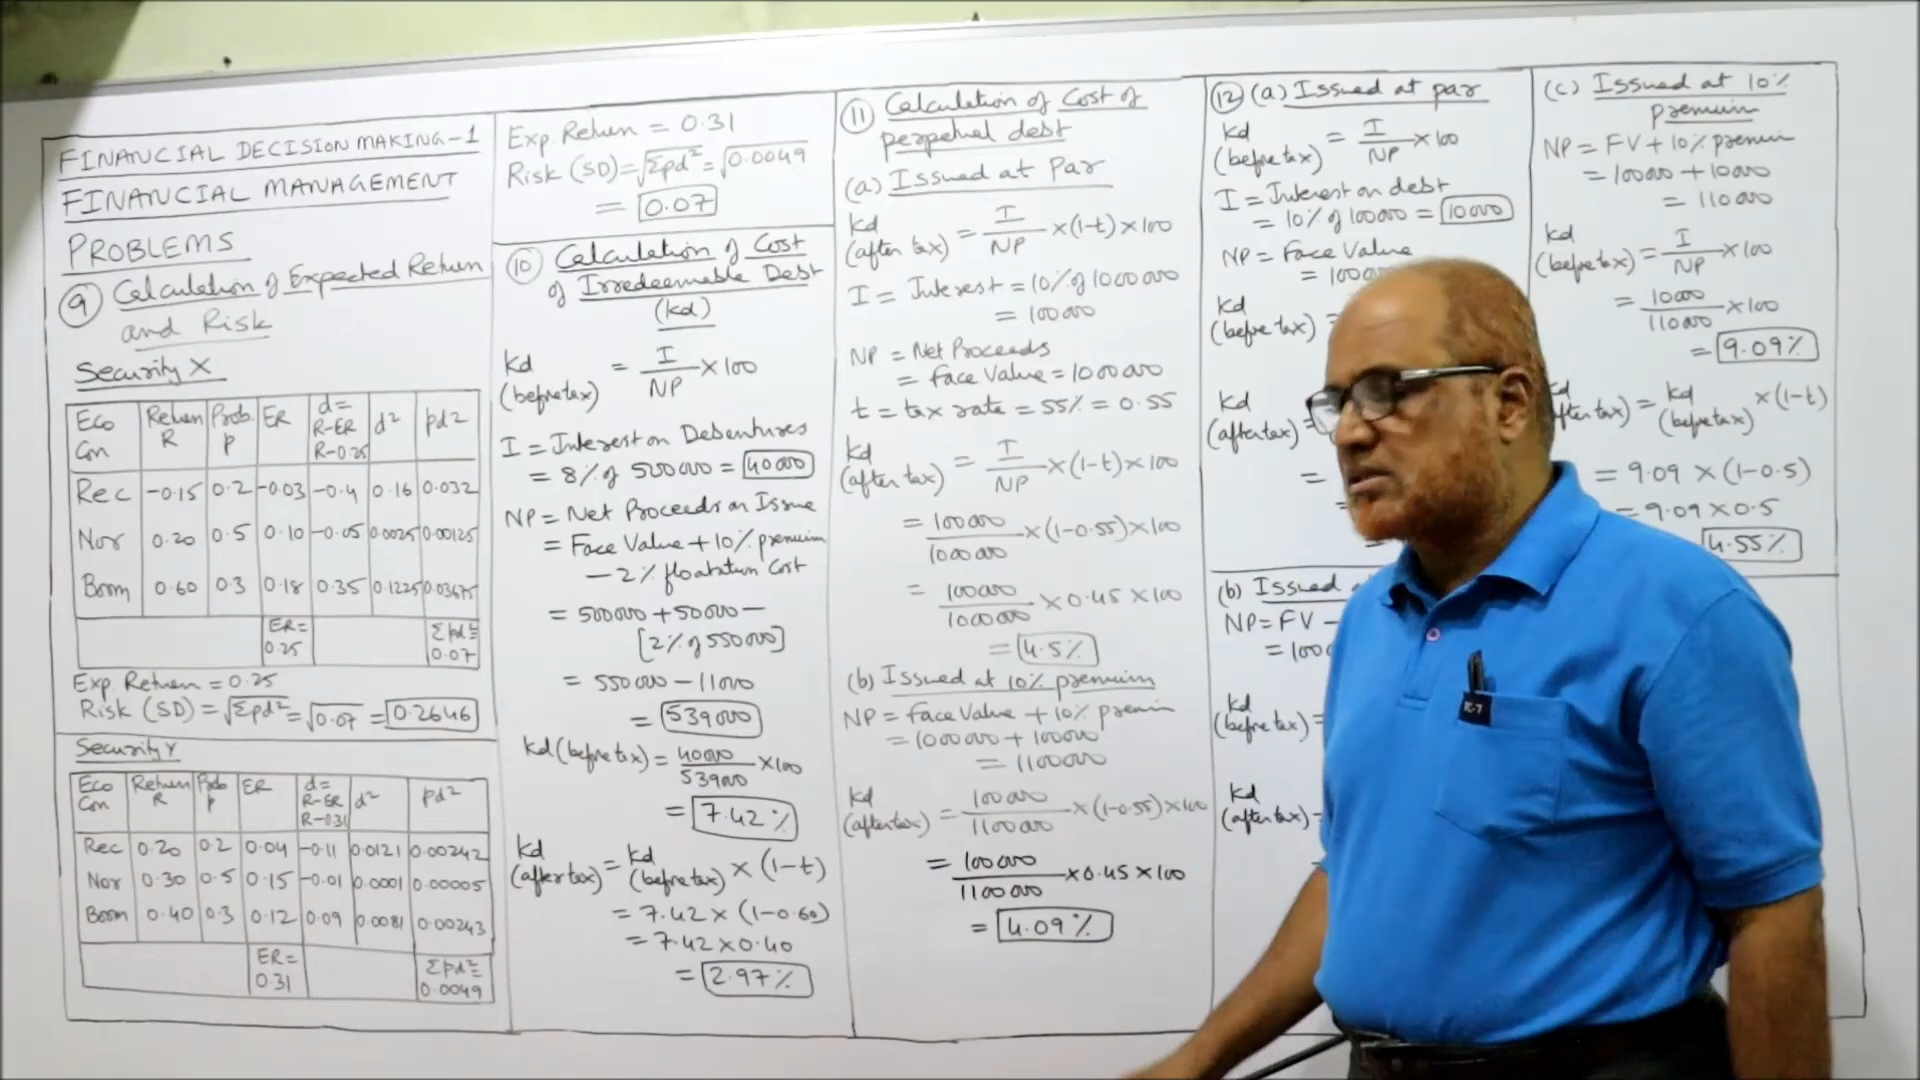 FINANCIAL DECISION MAKING-1
FINANCIAL MANAGEMENT
PROBLEMS
9 Calculation of Expected Return
and Risk
Security X
Eco Con | Return R | Prob. p | ER | d= R-ER R-0.25 | d² | pd²
Rec | -0.15 | 0.2 | -0.03 | -0.4 | 0.16 | 0.032
Nor | 0.20 | 0.5 | 0.10 | -0.05 | 0.0025 | 0.00125
Boom | 0.60 | 0.3 | 0.18 | 0.35 | 0.1225 | 0.03675
ER= 0.25 | Σpd²= 0.07
Exp. Return = 0.25
Risk (SD) = √Σpd² = √0.07 = 0.2646
Security Y
Eco Con | Return R | Prob p | ER | d= R-ER R-0.31 | d² | pd²
Rec | 0.20 | 0.2 | 0.04 | -0.11 | 0.0121 | 0.00242
Nor | 0.30 | 0.5 | 0.15 | -0.01 | 0.0001 | 0.00005
Boom | 0.40 | 0.3 | 0.12 | 0.09 | 0.0081 | 0.00243
ER= 0.31 | Σpd²= 0.0049
Exp. Return = 0.31
Risk (SD) = √Σpd² = √0.0049
= 0.07
10 Calculation of Cost
of Irredeemable Debt
(Kd)
Kd (before tax) = I/NP × 100
I = Interest on Debentures
= 8% of 500000 = 40000
NP = Net Proceeds on Issue
= Face Value + 10% premium
- 2% floatation Cost
= 500000 + 50000 -
[2% of 550000]
= 550000 - 11000
= 539000
Kd (before tax) = 40000/539000 × 100
= 7.42%
Kd (after tax) = Kd (before tax) × (1-t)
= 7.42 × (1-0.60)
= 7.42 × 0.40
= 2.97%
11 Calculation of Cost of
perpetual debt
(a) Issued at Par
Kd (after tax) = I/NP × (1-t) × 100
I = Interest = 10% of 1000000
= 100000
NP = Net Proceeds
= Face Value = 1000000
t = tax rate = 55% = 0.55
Kd (after tax) = I/NP × (1-t) × 100
= 100000/1000000 × (1-0.55) × 100
= 100000/1000000 × 0.45 × 100
= 4.5%
(b) Issued at 10% premium
NP = Face Value + 10% premium
= 1000000 + 100000
= 1100000
Kd (after tax) = 100000/1100000 × (1-0.55) × 100
= 100000/1100000 × 0.45 × 100
= 4.09%
12 (a) Issued at par
Kd (before tax) = I/NP × 100
I = Interest on debt
= 10% of 100000 = 10000
NP = Face Value
Kd (before tax) =
Kd (after tax) =
=
(b) Issued
NP = FV -
Kd (before tax) =
Kd (after tax) =
(c) Issued at 10%
premium
NP = FV + 10% premium
= 100000 + 10000
= 110000
Kd (before tax) = I/NP × 100
= 10000/110000 × 100
= 9.09%
= Kd (before tax) × (1-t)
= 9.09 × (1-0.5)
= 9.09 × 0.5
4.55%